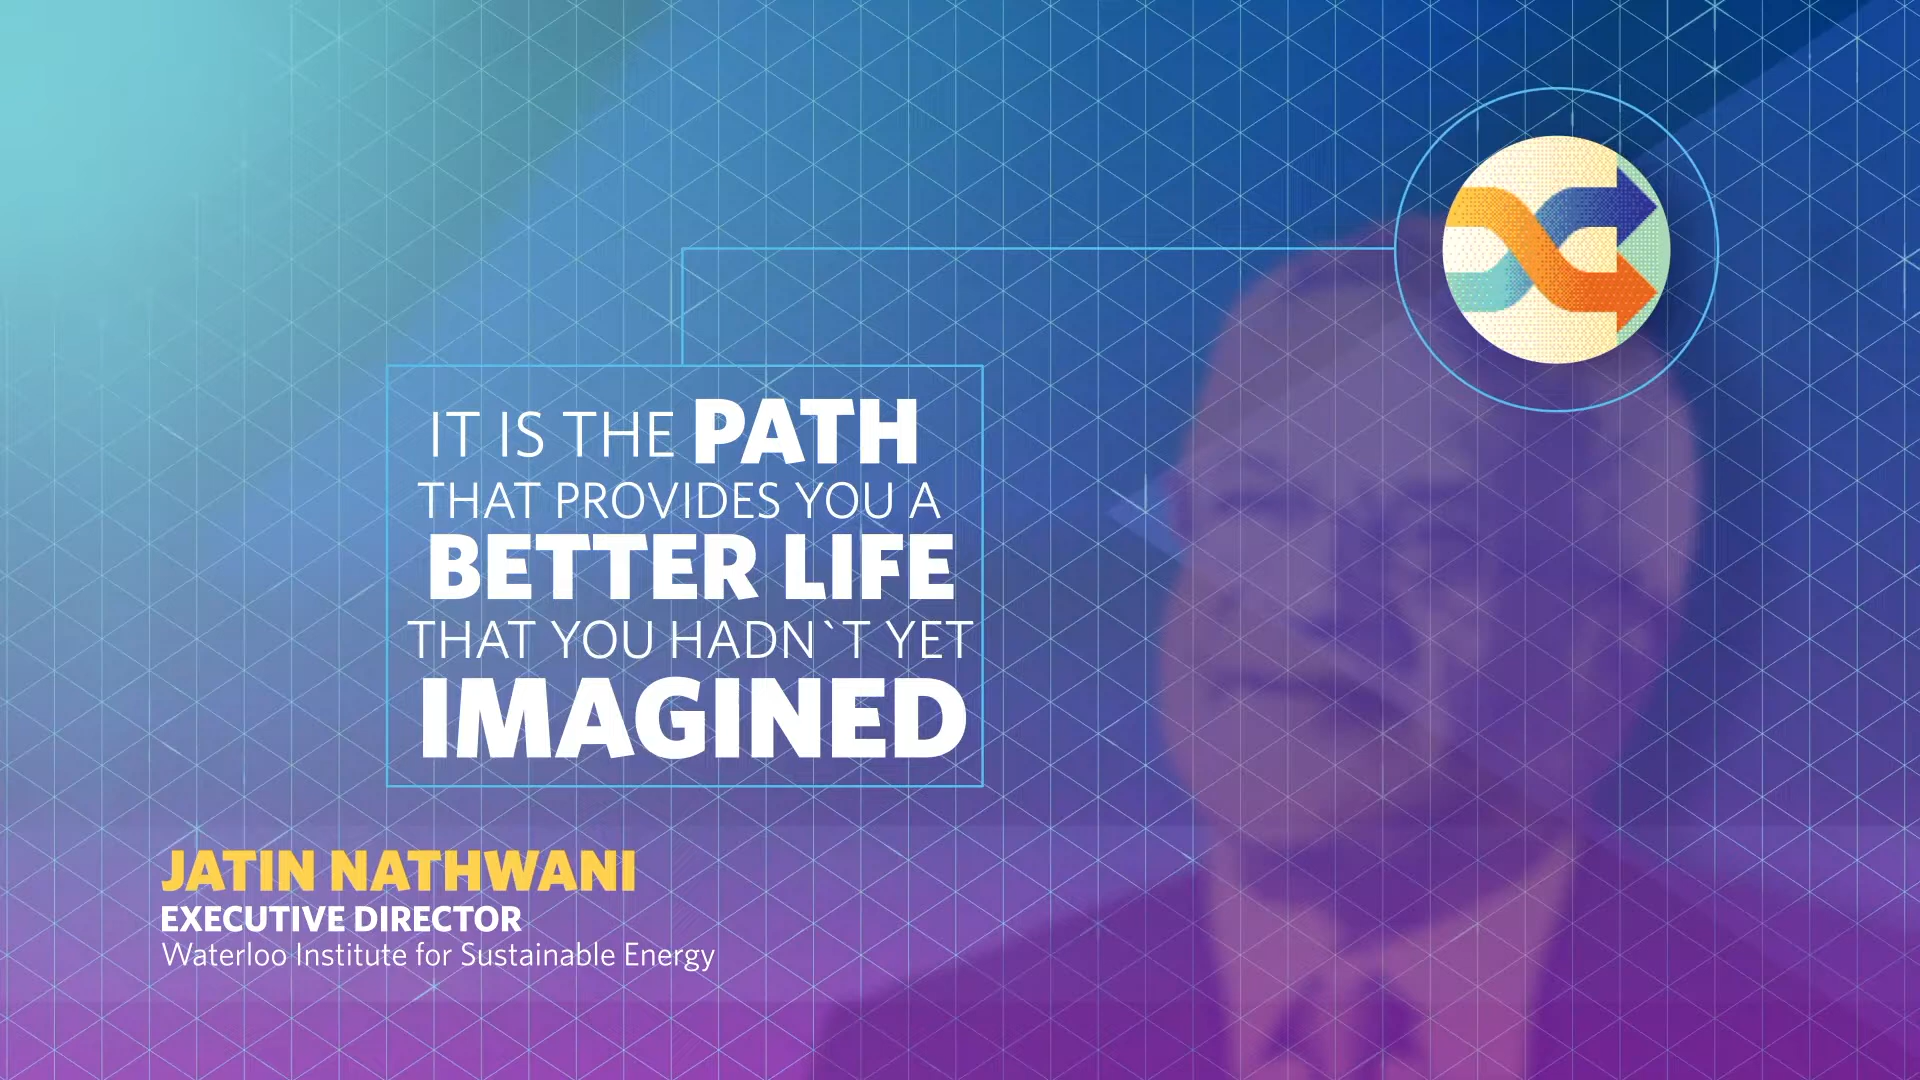 IT IS THE PATH
THAT PROVIDES YOU A
BETTER LIFE
THAT YOU HADN`T YET
IMAGINED
JATIN NATHWANI
EXECUTIVE DIRECTOR
Waterloo Institute for Sustainable Energy